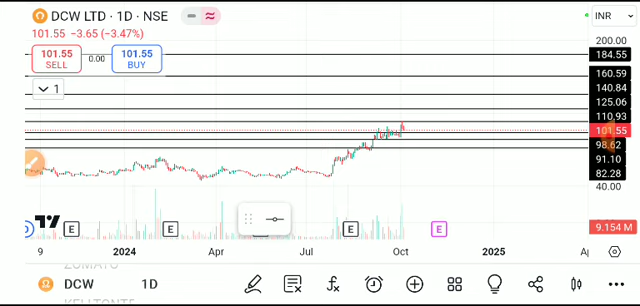 DCW LTD · 1D · NSE
INR
101.55 −3.65 (−3.47%)
101.55
SELL
0.00
101.55
BUY
1
200.00
184.55
160.59
140.84
125.06
110.93
101.55
98.62
91.10
82.28
40.00
9.154 M
E E E E
9 2024 Apr Jul Oct 2025
ZOMATO
DCW 1D